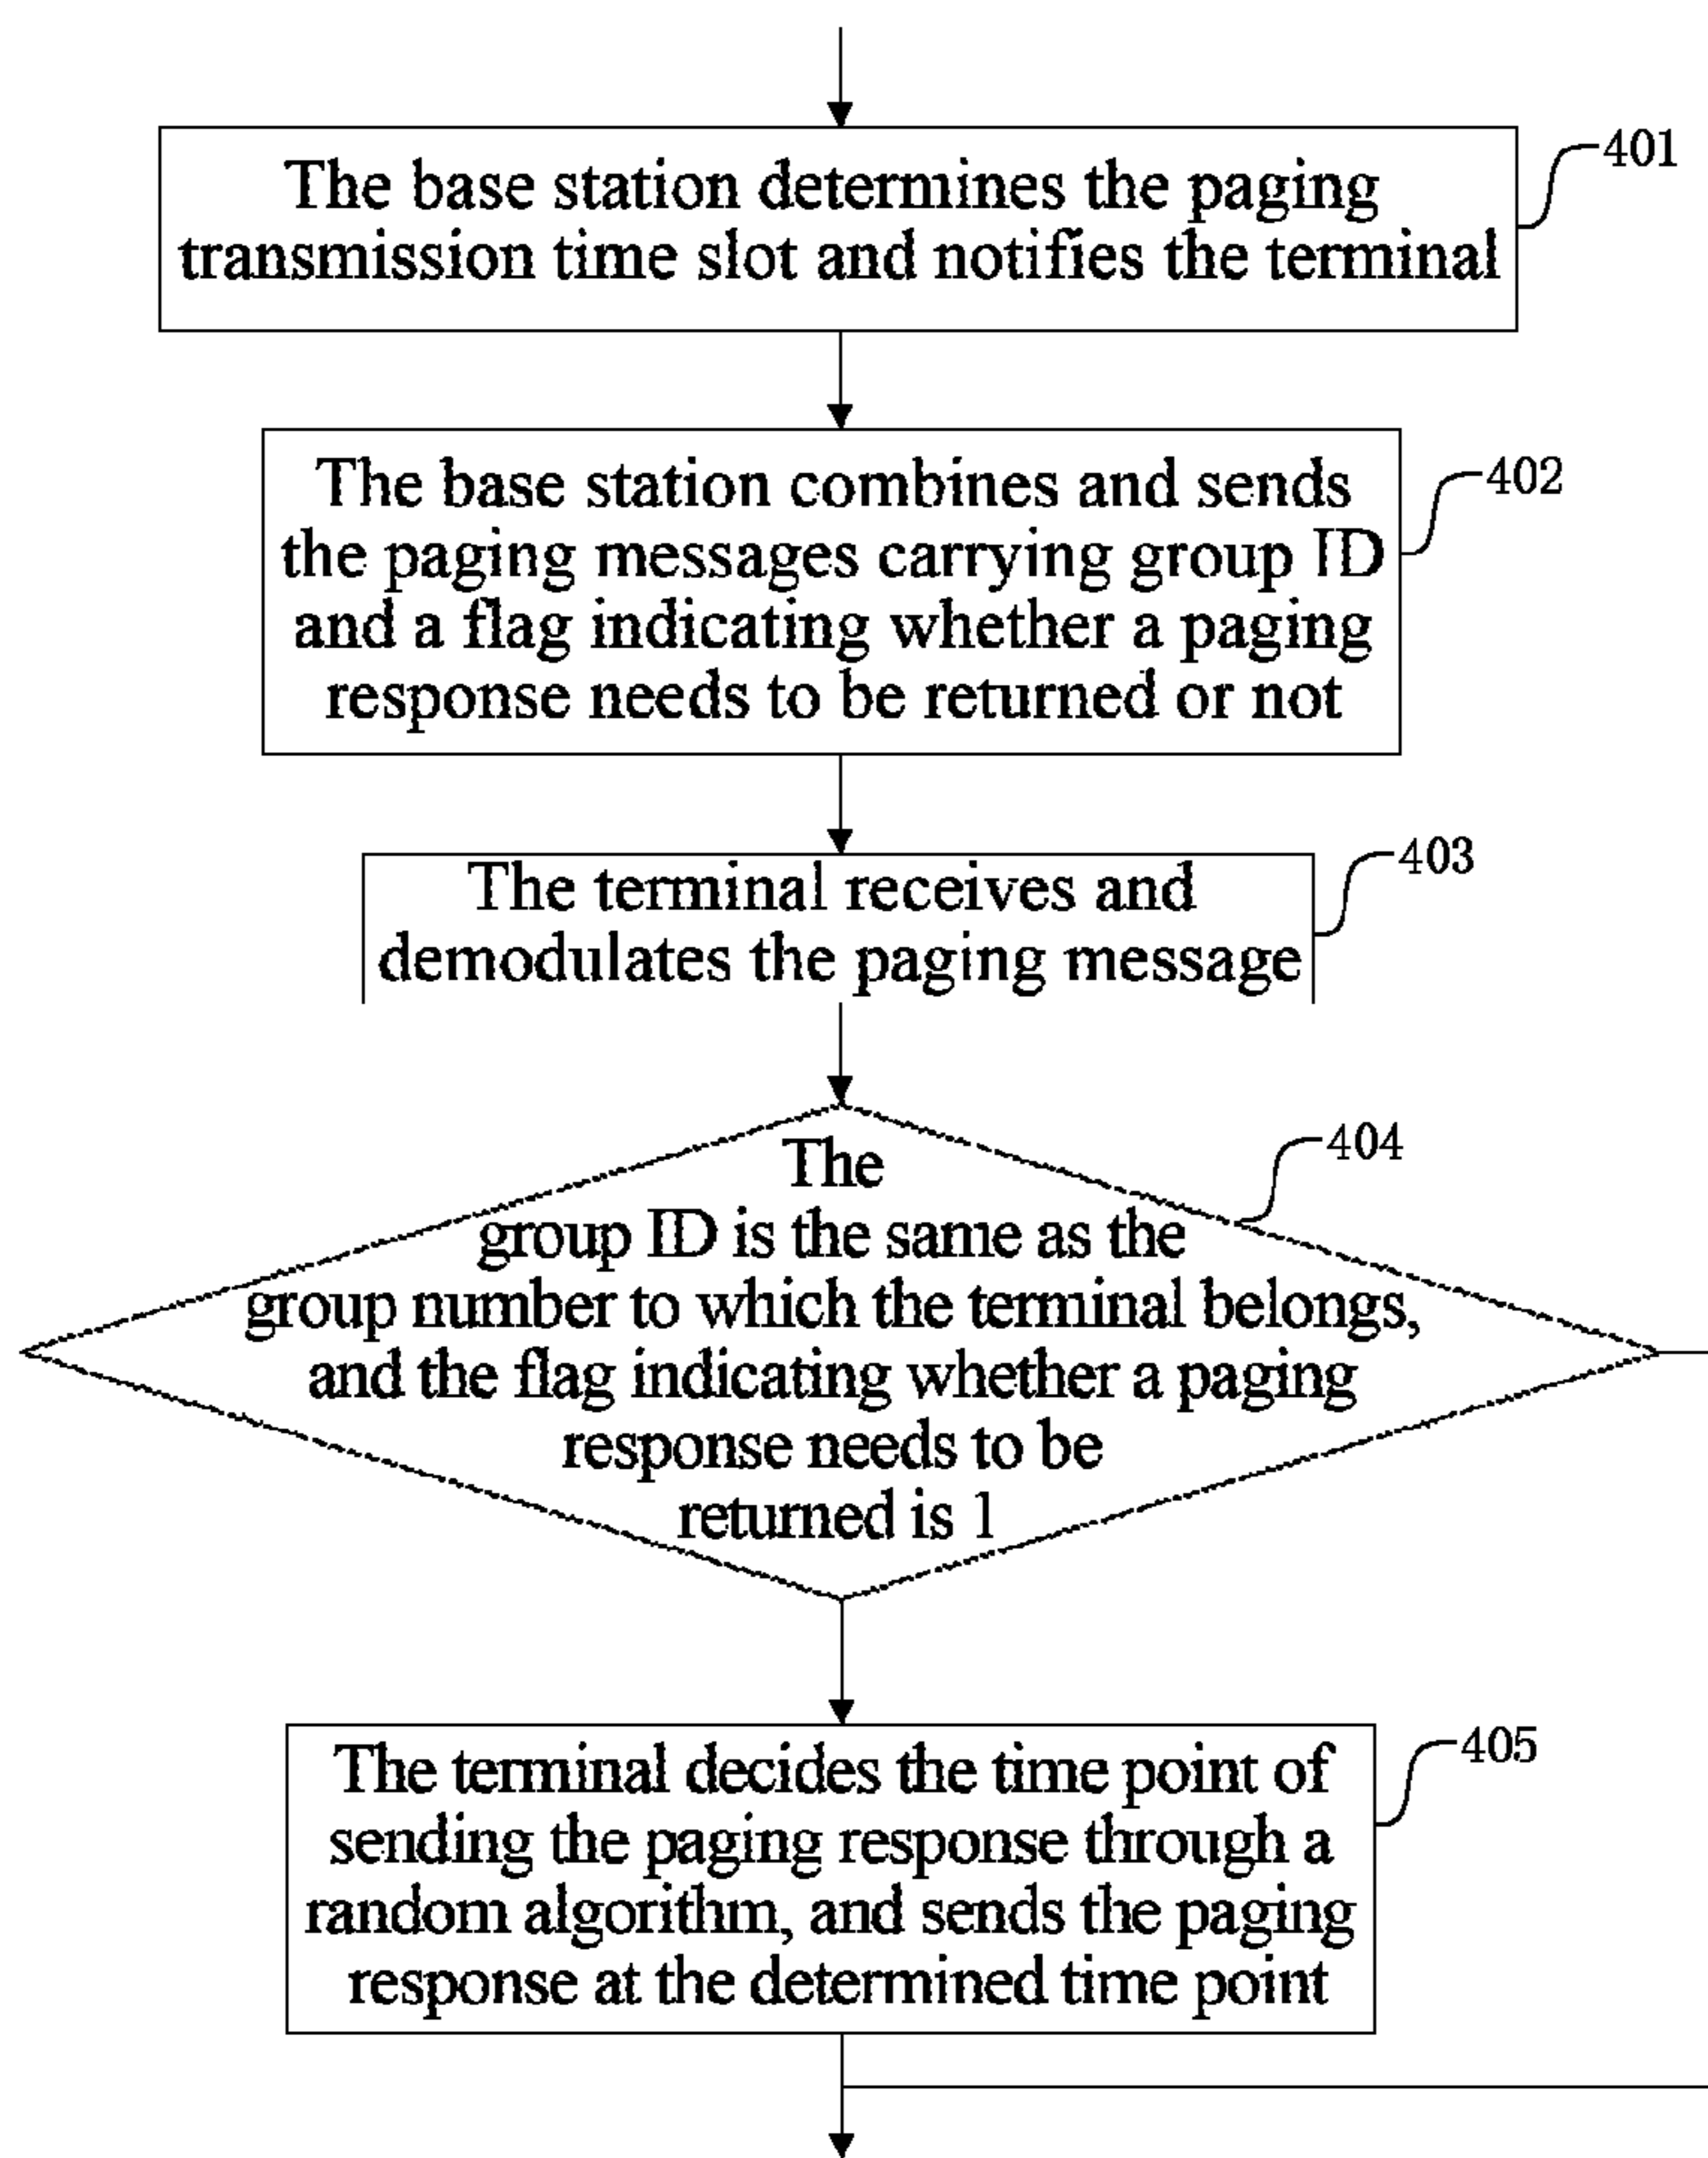 401
The base station determines the paging
transmission time slot and notifies the terminal
402
The base station combines and sends
the paging messages carrying group ID
and a flag indicating whether a paging
response needs to be returned or not
403
The terminal receives and
demodulates the paging message
404
The
group ID is the same as the
group number to which the terminal belongs,
and the flag indicating whether a paging
response needs to be
returned is 1
405
The terminal decides the time point of
sending the paging response through a
random algorithm, and sends the paging
response at the determined time point